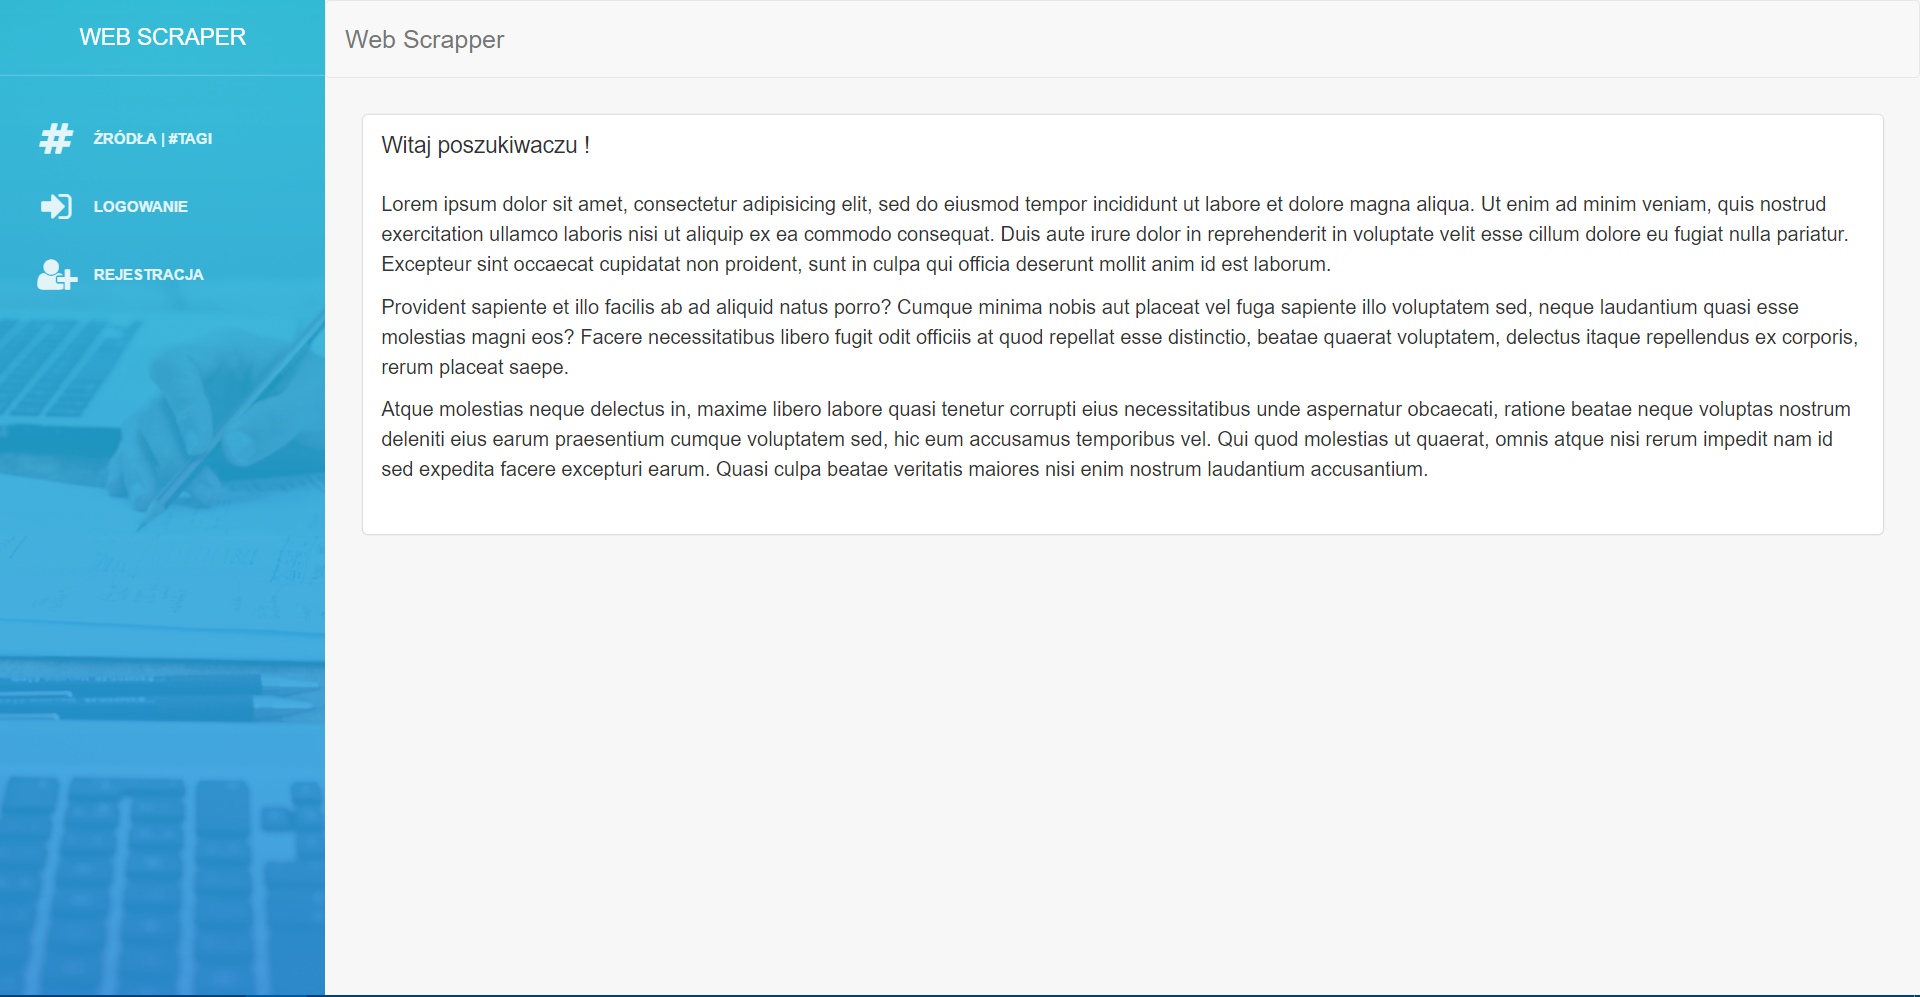 WEB SCRAPER
Web Scrapper
ŹRÓDŁA | #TAGI
LOGOWANIE
REJESTRACJA
Witaj poszukiwaczu !
Lorem ipsum dolor sit amet, consectetur adipisicing elit, sed do eiusmod tempor incididunt ut labore et dolore magna aliqua. Ut enim ad minim veniam, quis nostrud
exercitation ullamco laboris nisi ut aliquip ex ea commodo consequat. Duis aute irure dolor in reprehenderit in voluptate velit esse cillum dolore eu fugiat nulla pariatur.
Excepteur sint occaecat cupidatat non proident, sunt in culpa qui officia deserunt mollit anim id est laborum.
Provident sapiente et illo facilis ab ad aliquid natus porro? Cumque minima nobis aut placeat vel fuga sapiente illo voluptatem sed, neque laudantium quasi esse
molestias magni eos? Facere necessitatibus libero fugit odit officiis at quod repellat esse distinctio, beatae quaerat voluptatem, delectus itaque repellendus ex corporis,
rerum placeat saepe.
Atque molestias neque delectus in, maxime libero labore quasi tenetur corrupti eius necessitatibus unde aspernatur obcaecati, ratione beatae neque voluptas nostrum
deleniti eius earum praesentium cumque voluptatem sed, hic eum accusamus temporibus vel. Qui quod molestias ut quaerat, omnis atque nisi rerum impedit nam id
sed expedita facere excepturi earum. Quasi culpa beatae veritatis maiores nisi enim nostrum laudantium accusantium.